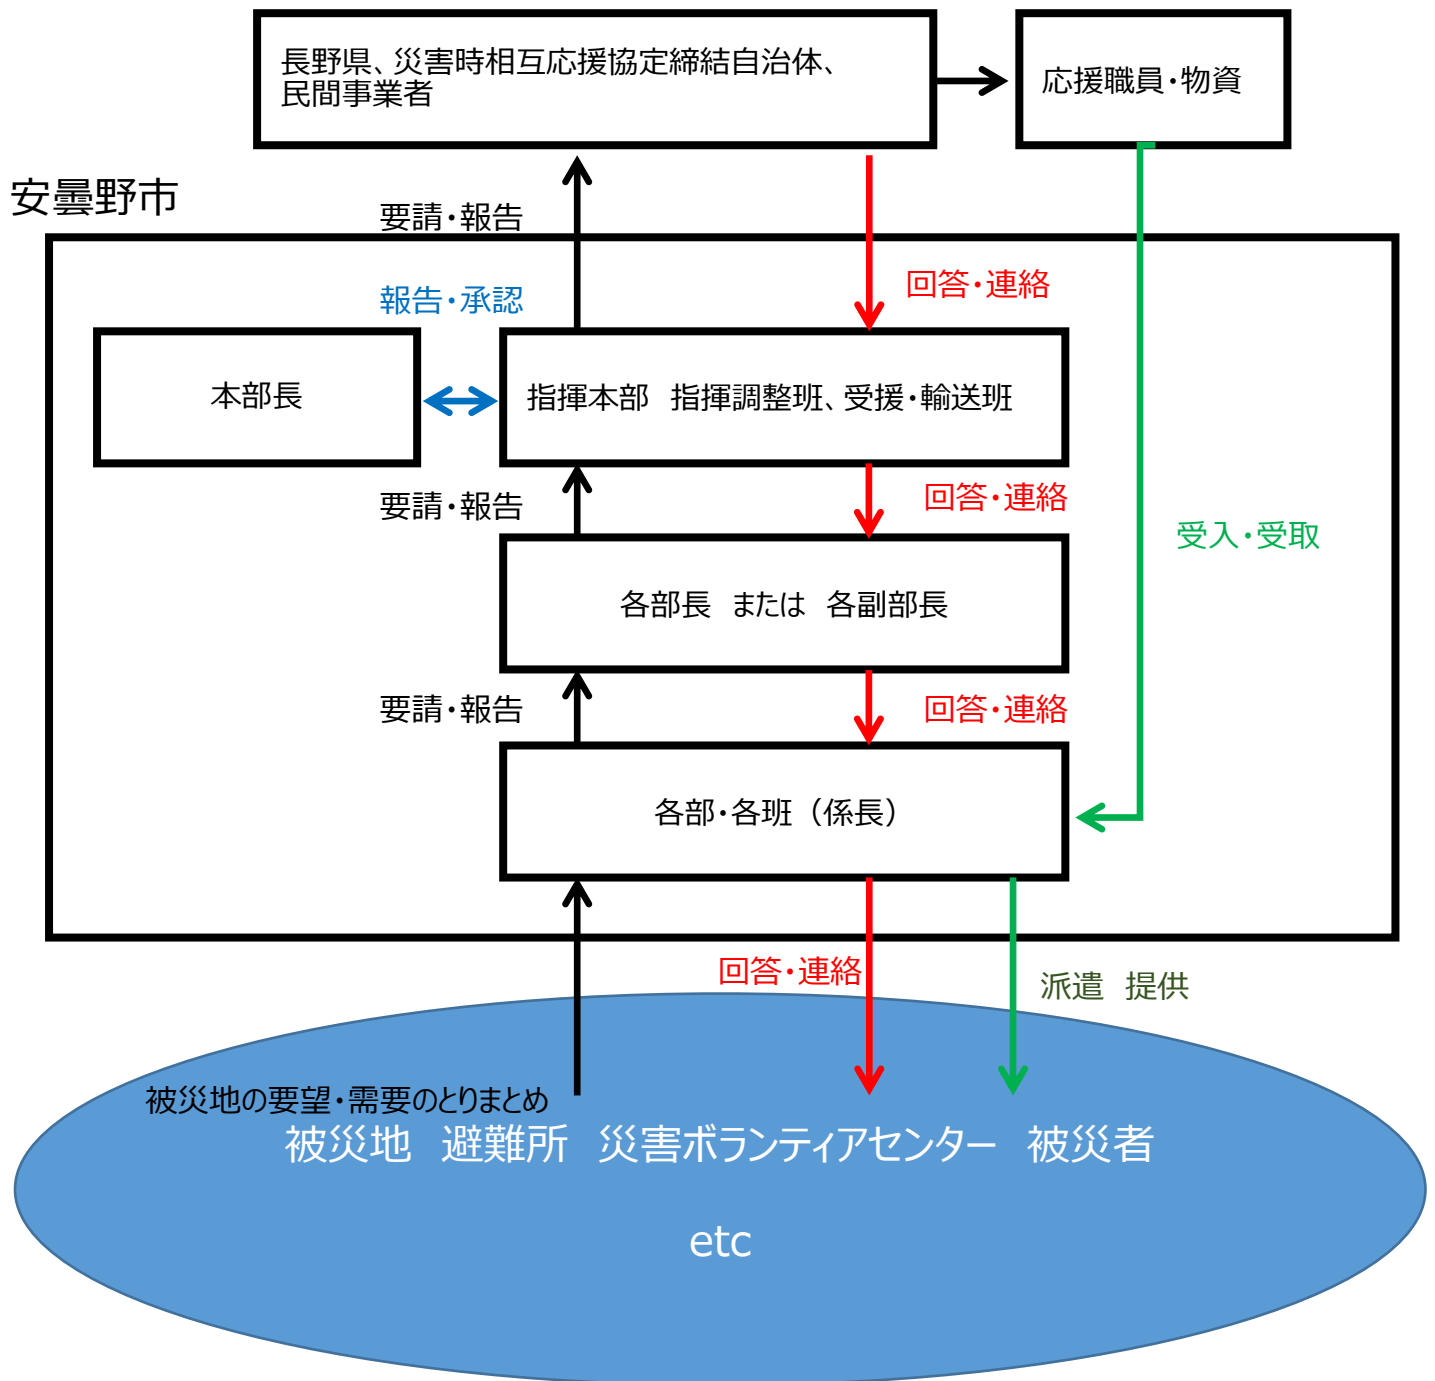 長野県、災害時相互応援協定締結自治体、
民間事業者
応援職員・物資
安曇野市
要請・報告
回答・連絡
報告・承認
本部長
指揮本部　指揮調整班、受援・輸送班
要請・報告
回答・連絡
受入・受取
各部長　または　各副部長
要請・報告
回答・連絡
各部・各班（係長）
回答・連絡
派遣　提供
被災地の要望・需要のとりまとめ
被災地　避難所　災害ボランティアセンター　被災者
etc